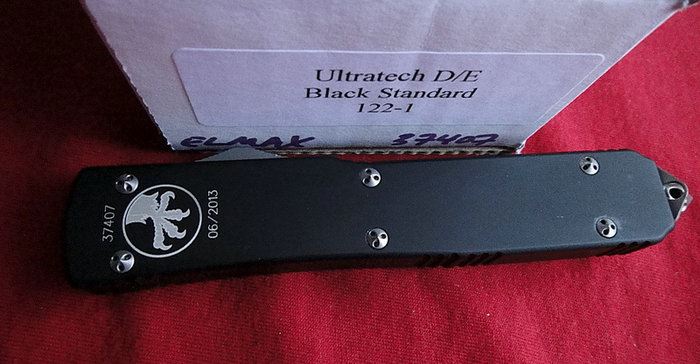 Ultratech D/E
Black Standard
122-1
ELMAX 37407
37407
06/2013